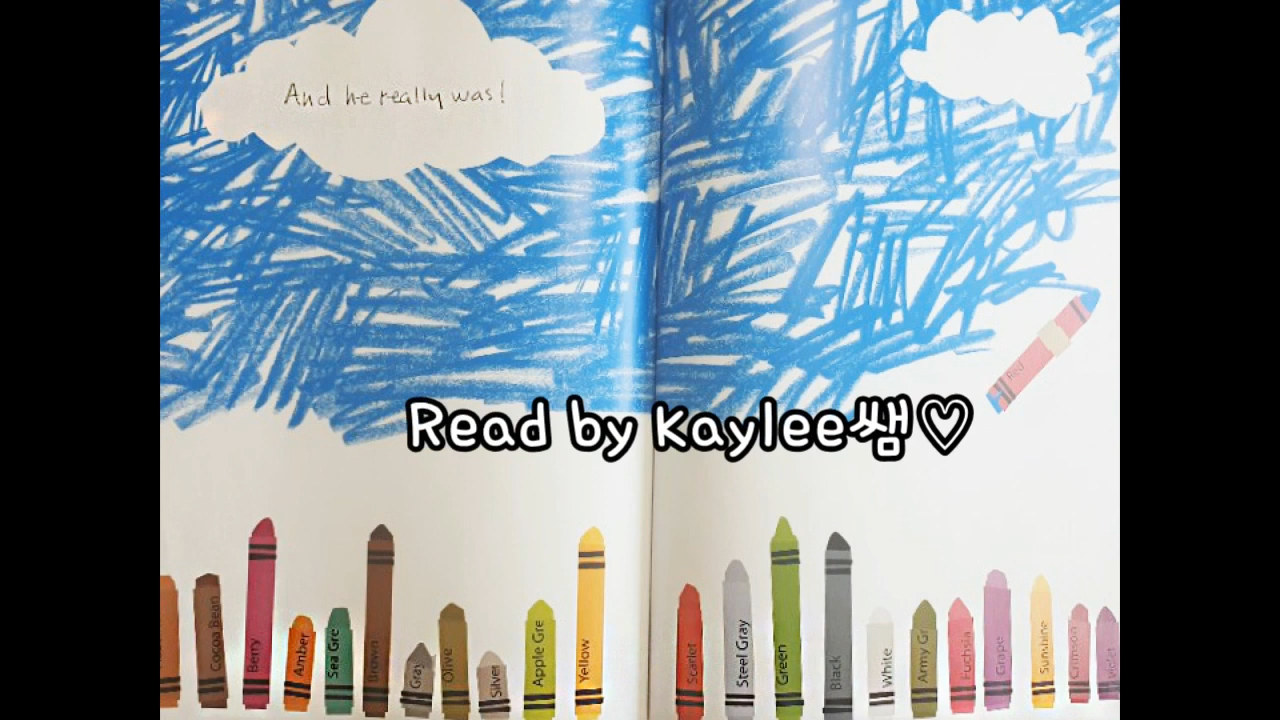 And he really was!
Red
Read by Kaylee쌤♡
Cocoa Bean
Berry
Amber
Sea Gre
Brown
Gray
Olive
Silver
Apple Gre
Yellow
Scarlet
Steel Gray
Green
Black
White
Army Gr
Fuchsia
Grape
Sunshine
Crimson
Violet